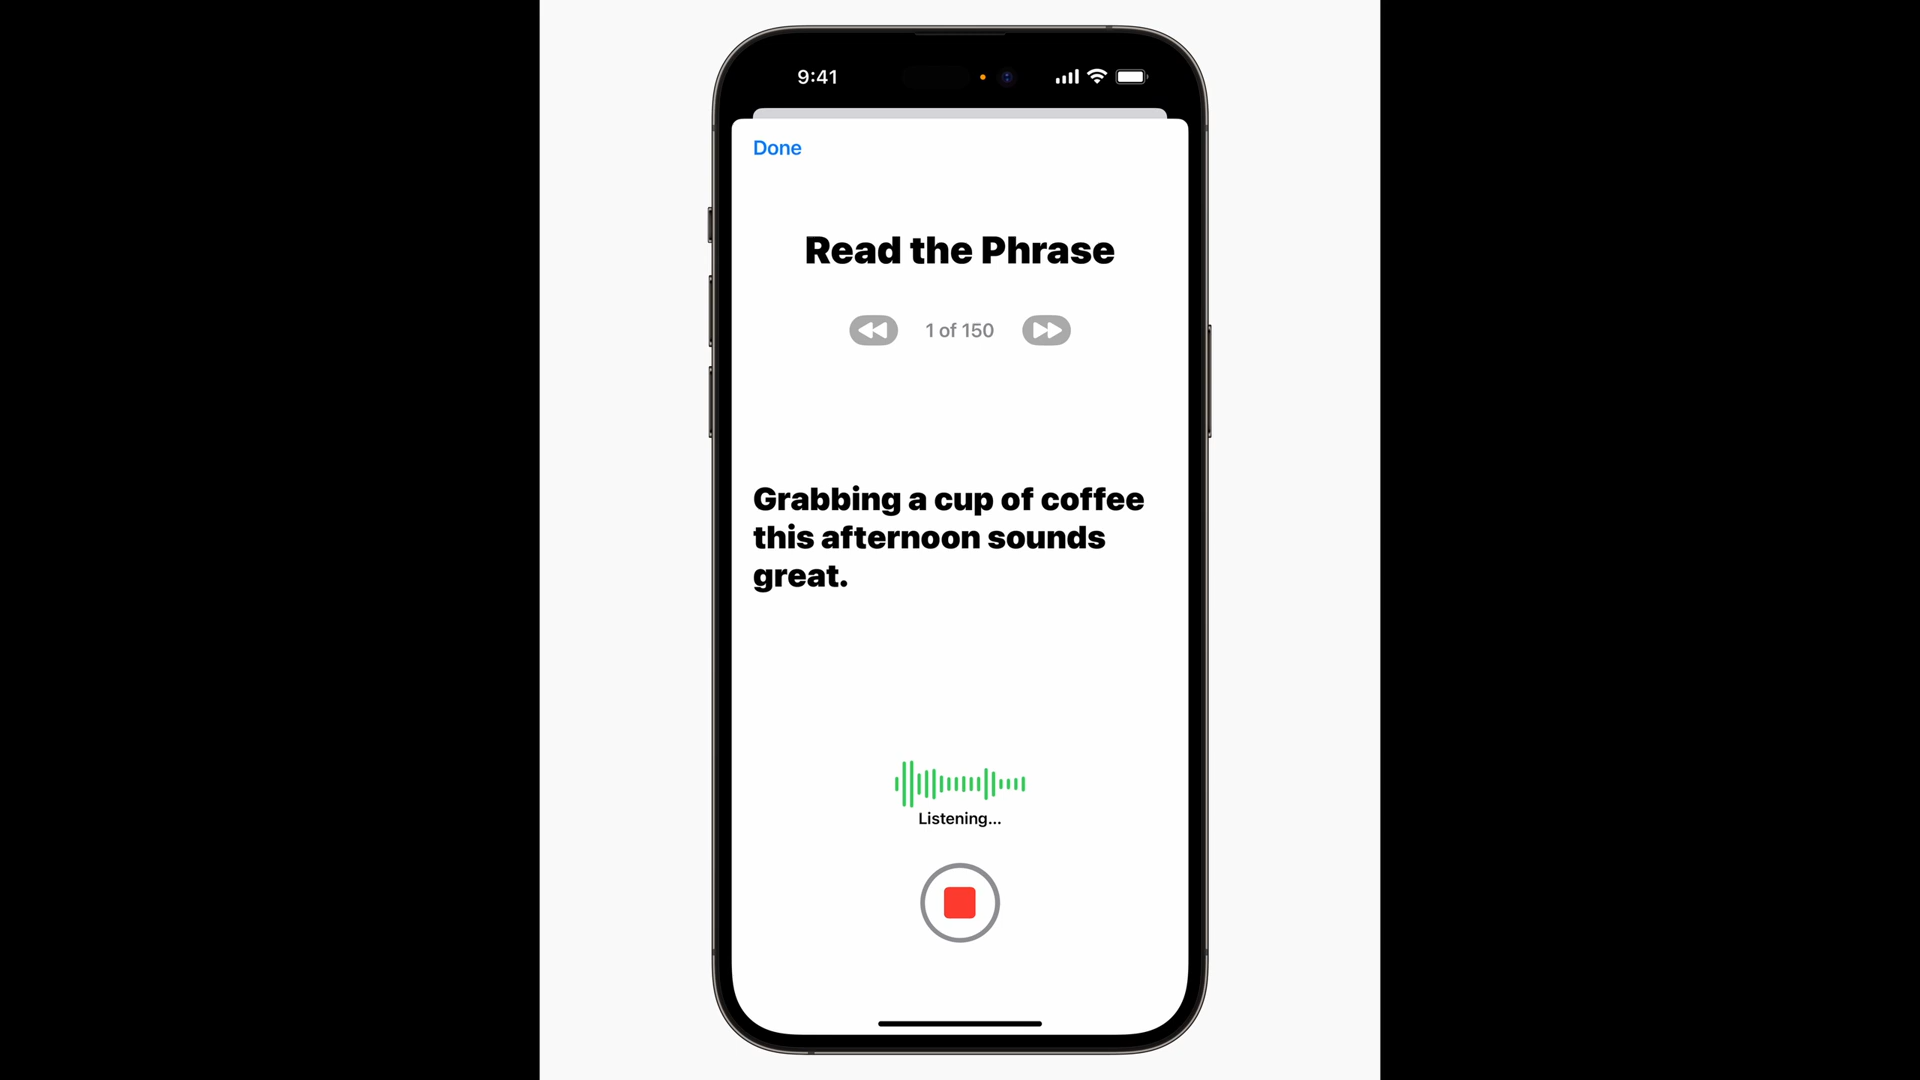 9:41
Done
Read the Phrase
1 of 150
Grabbing a cup of coffee
this afternoon sounds
great.
Listening...